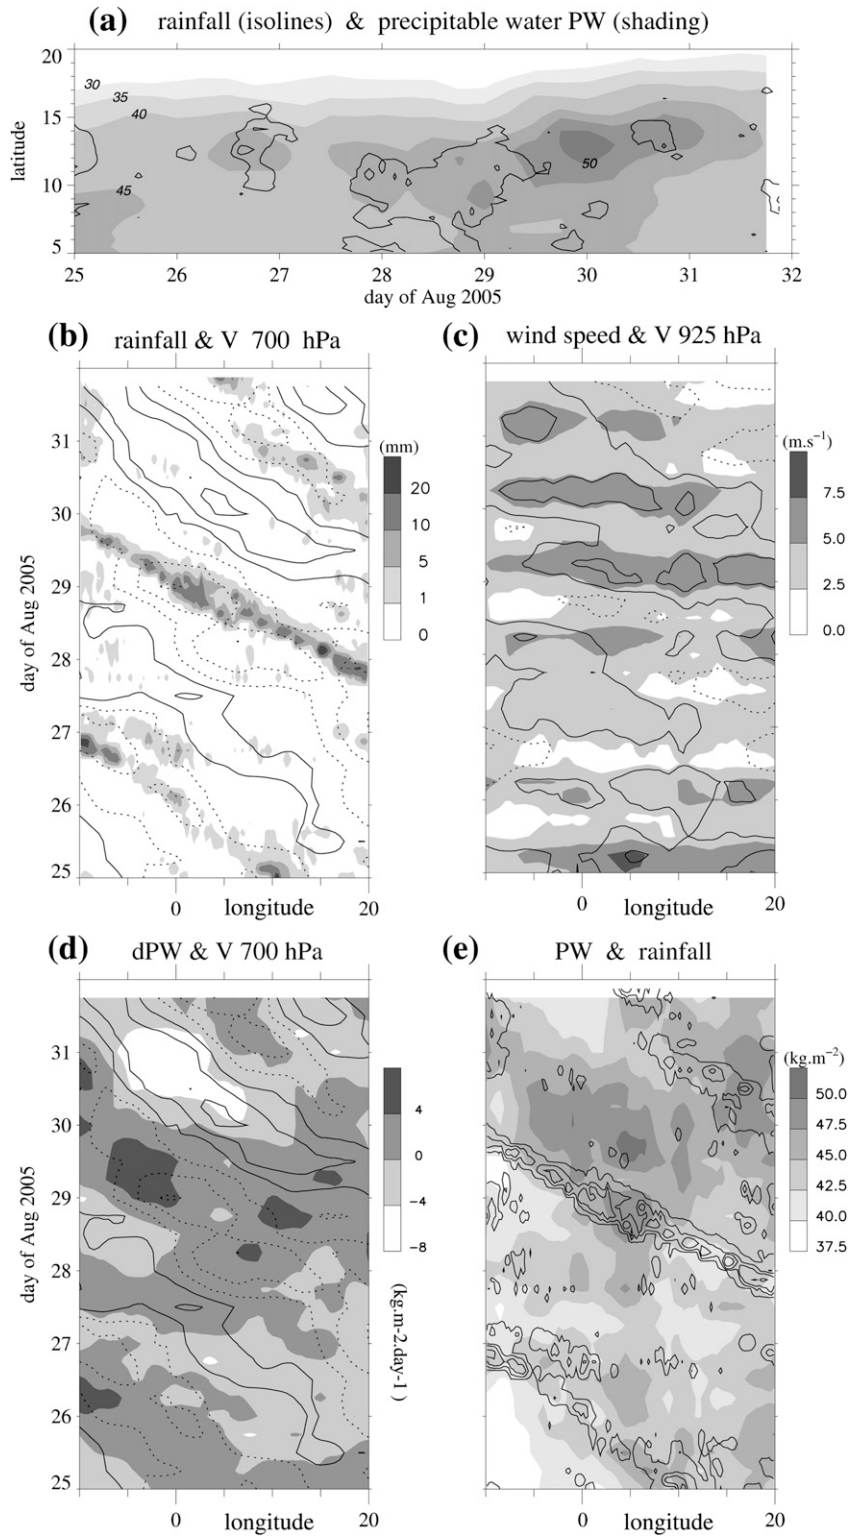 (a) rainfall (isolines) & precipitable water PW (shading)
20
30
35
15
40
latitude
10
50
45
5
25 26 27 28 29 30 31 32
day of Aug 2005
(b) rainfall & V 700 hPa
(c) wind speed & V 925 hPa
31
30
29
28
27
26
25
day of Aug 2005
(mm)
20
10
5
1
0
0 longitude 20
(m.s−1)
7.5
5.0
2.5
0.0
0 longitude 20
(d) dPW & V 700 hPa
(e) PW & rainfall
31
30
29
28
27
26
25
day of Aug 2005
4
0
−4
−8
(kg.m-2.day-1)
0 longitude 20
(kg.m−2)
50.0
47.5
45.0
42.5
40.0
37.5
0 longitude 20